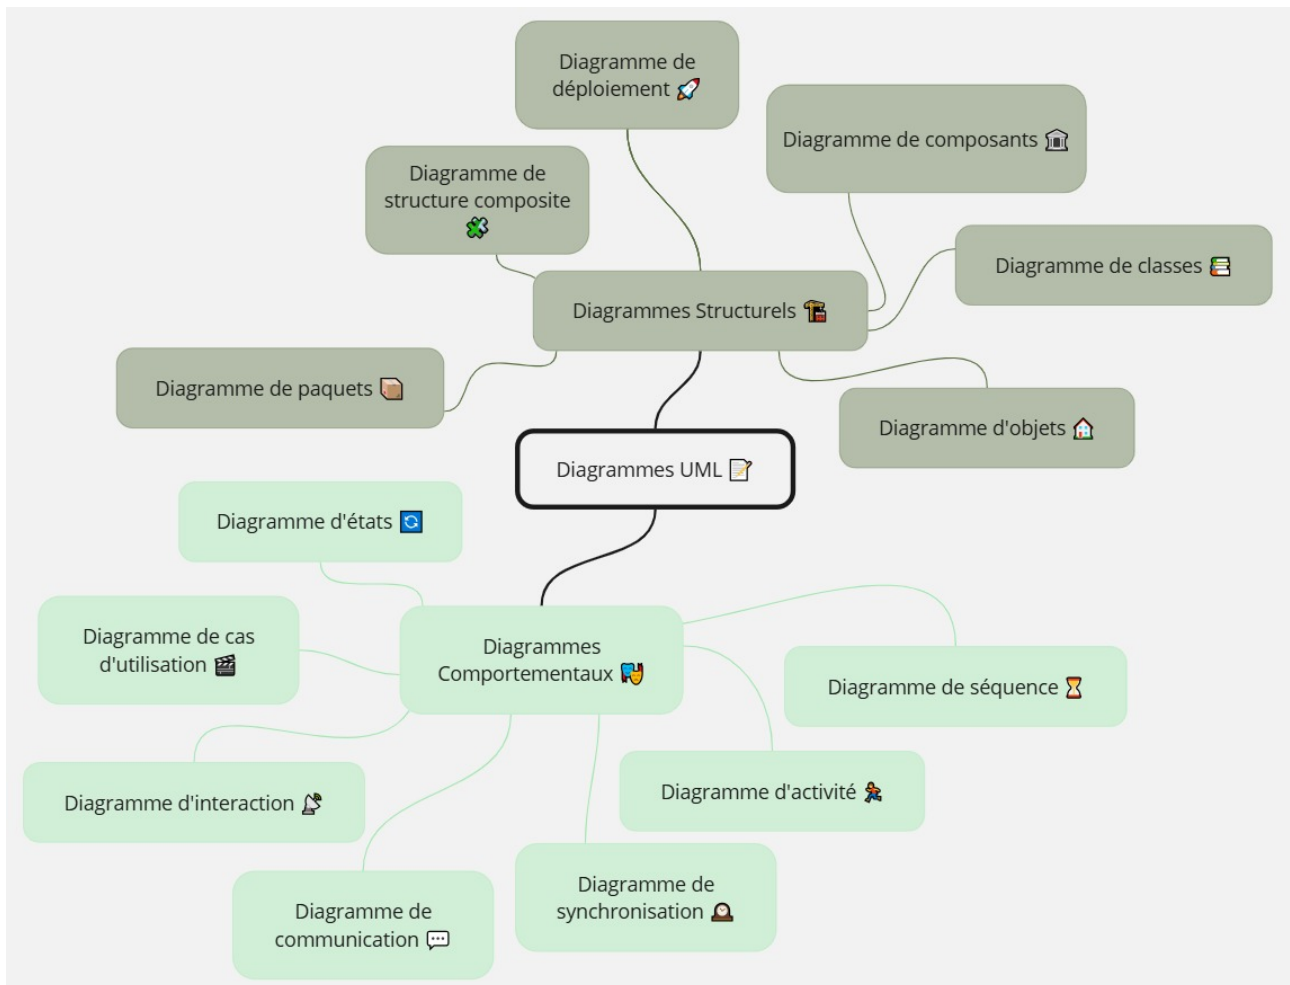 Diagramme de
déploiement 🚀
Diagramme de composants 🏛
Diagramme de
structure composite
🧩
Diagramme de classes 📚
Diagrammes Structurels 🏗
Diagramme de paquets 📦
Diagramme d'objets 🏠
Diagrammes UML 📝
Diagramme d'états 🔄
Diagramme de cas
d'utilisation 🎬
Diagrammes
Comportementaux 🎭
Diagramme de séquence ⏳
Diagramme d'interaction 📡
Diagramme d'activité 🏃
Diagramme de
synchronisation 🕰
Diagramme de
communication 💬